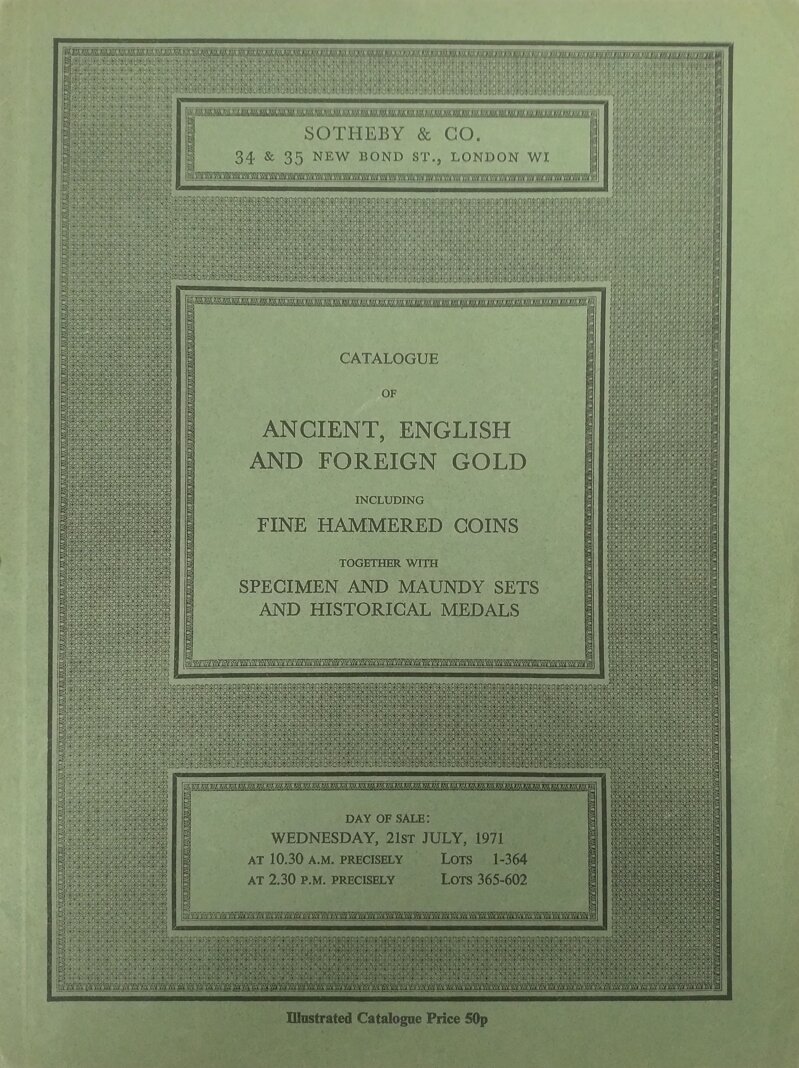 SOTHEBY & CO.
34 & 35 NEW BOND ST., LONDON W1
CATALOGUE
OF
ANCIENT, ENGLISH
AND FOREIGN GOLD
INCLUDING
FINE HAMMERED COINS
TOGETHER WITH
SPECIMEN AND MAUNDY SETS
AND HISTORICAL MEDALS
DAY OF SALE:
WEDNESDAY, 21ST JULY, 1971
AT 10.30 A.M. PRECISELY LOTS 1-364
AT 2.30 P.M. PRECISELY LOTS 365-602
Illustrated Catalogue Price 50p